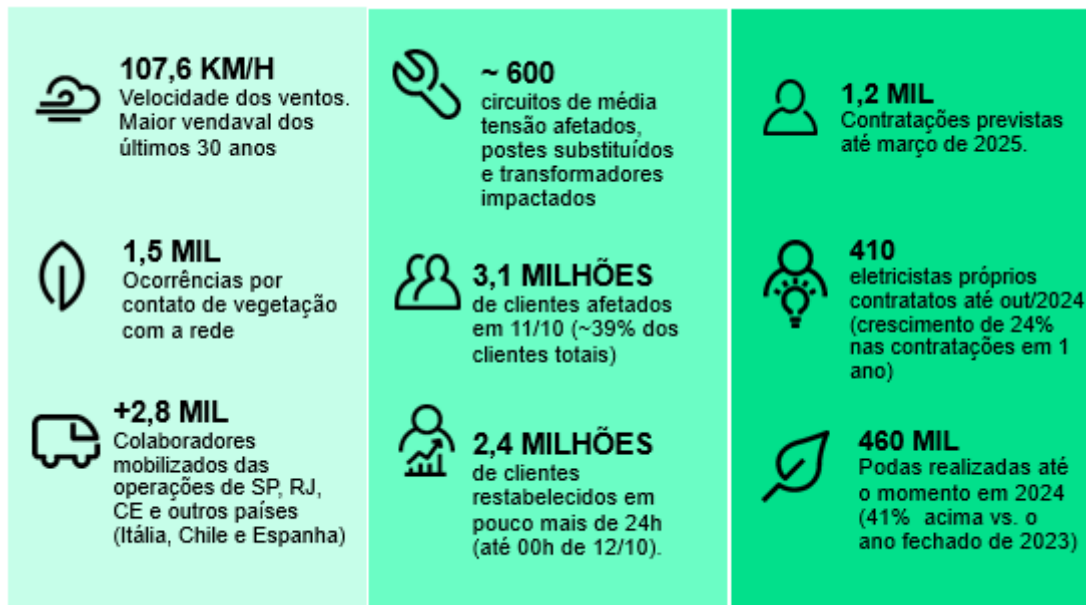 107,6 KM/H
Velocidade dos ventos.
Maior vendaval dos
últimos 30 anos
1,5 MIL
Ocorrências por
contato de vegetação
com a rede
+2,8 MIL
Colaboradores
mobilizados das
operações de SP, RJ,
CE e outros países
(Itália, Chile e Espanha)
~ 600
circuitos de média
tensão afetados,
postes substituídos
e transformadores
impactados
3,1 MILHÕES
de clientes afetados
em 11/10 (~39% dos
clientes totais)
2,4 MILHÕES
de clientes
restabelecidos em
pouco mais de 24h
(até 00h de 12/10).
1,2 MIL
Contratações previstas
até março de 2025.
410
eletricistas próprios
contratatos até out/2024
(crescimento de 24%
nas contratações em 1
ano)
460 MIL
Podas realizadas até
o momento em 2024
(41% acima vs. o
ano fechado de 2023)